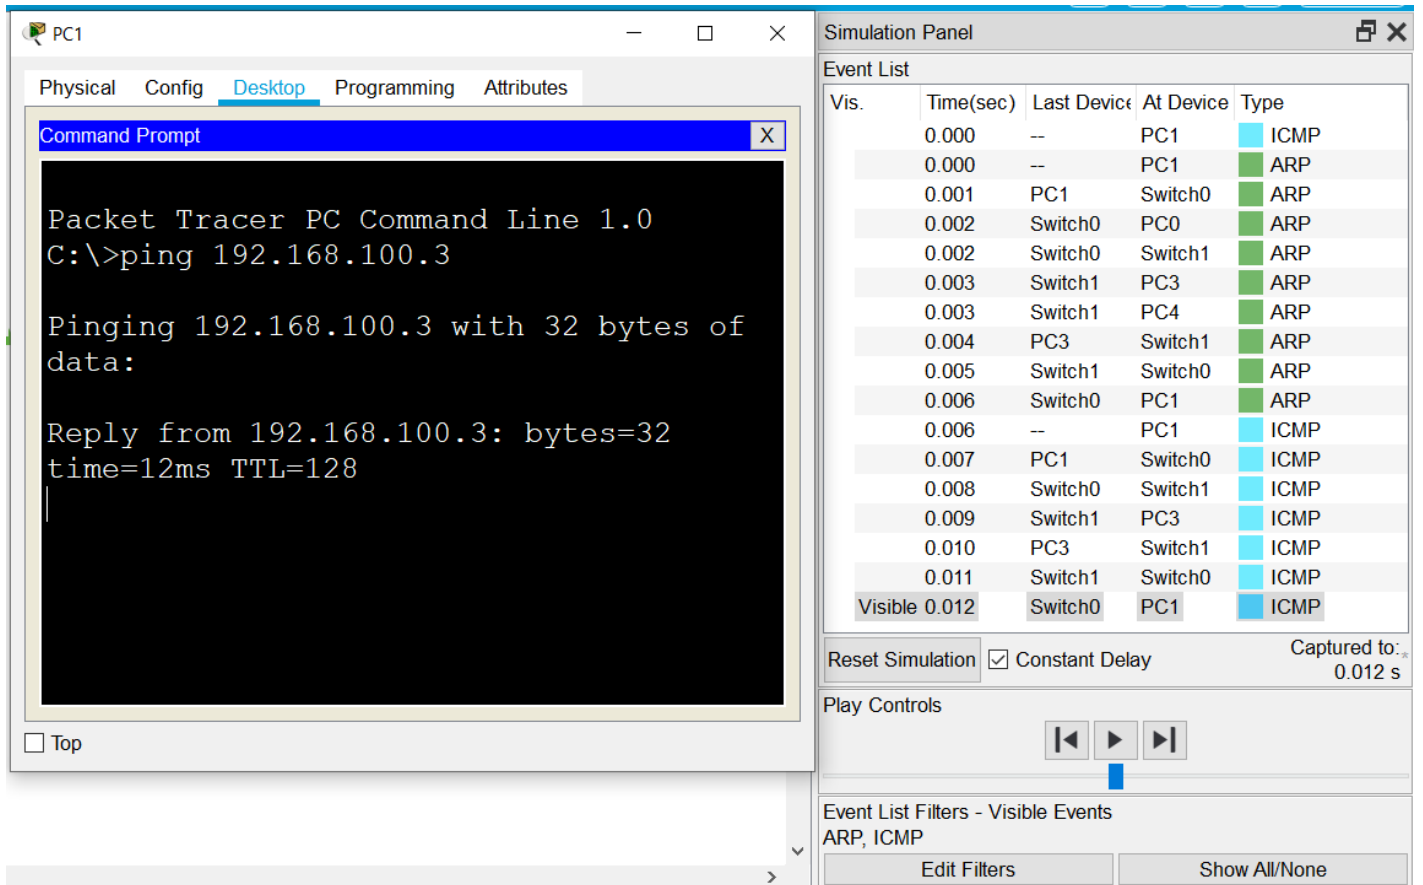 PC1
Physical Config Desktop Programming Attributes
Command Prompt X
Packet Tracer PC Command Line 1.0
C:\>ping 192.168.100.3
Pinging 192.168.100.3 with 32 bytes of
data:
Reply from 192.168.100.3: bytes=32
time=12ms TTL=128
Top
Simulation Panel
Event List
Vis. Time(sec) Last Device At Device Type
0.000 -- PC1 ICMP
0.000 -- PC1 ARP
0.001 PC1 Switch0 ARP
0.002 Switch0 PC0 ARP
0.002 Switch0 Switch1 ARP
0.003 Switch1 PC3 ARP
0.003 Switch1 PC4 ARP
0.004 PC3 Switch1 ARP
0.005 Switch1 Switch0 ARP
0.006 Switch0 PC1 ARP
0.006 -- PC1 ICMP
0.007 PC1 Switch0 ICMP
0.008 Switch0 Switch1 ICMP
0.009 Switch1 PC3 ICMP
0.010 PC3 Switch1 ICMP
0.011 Switch1 Switch0 ICMP
Visible 0.012 Switch0 PC1 ICMP
Reset Simulation Constant Delay
Captured to: *
0.012 s
Play Controls
Event List Filters - Visible Events
ARP, ICMP
Edit Filters Show All/None